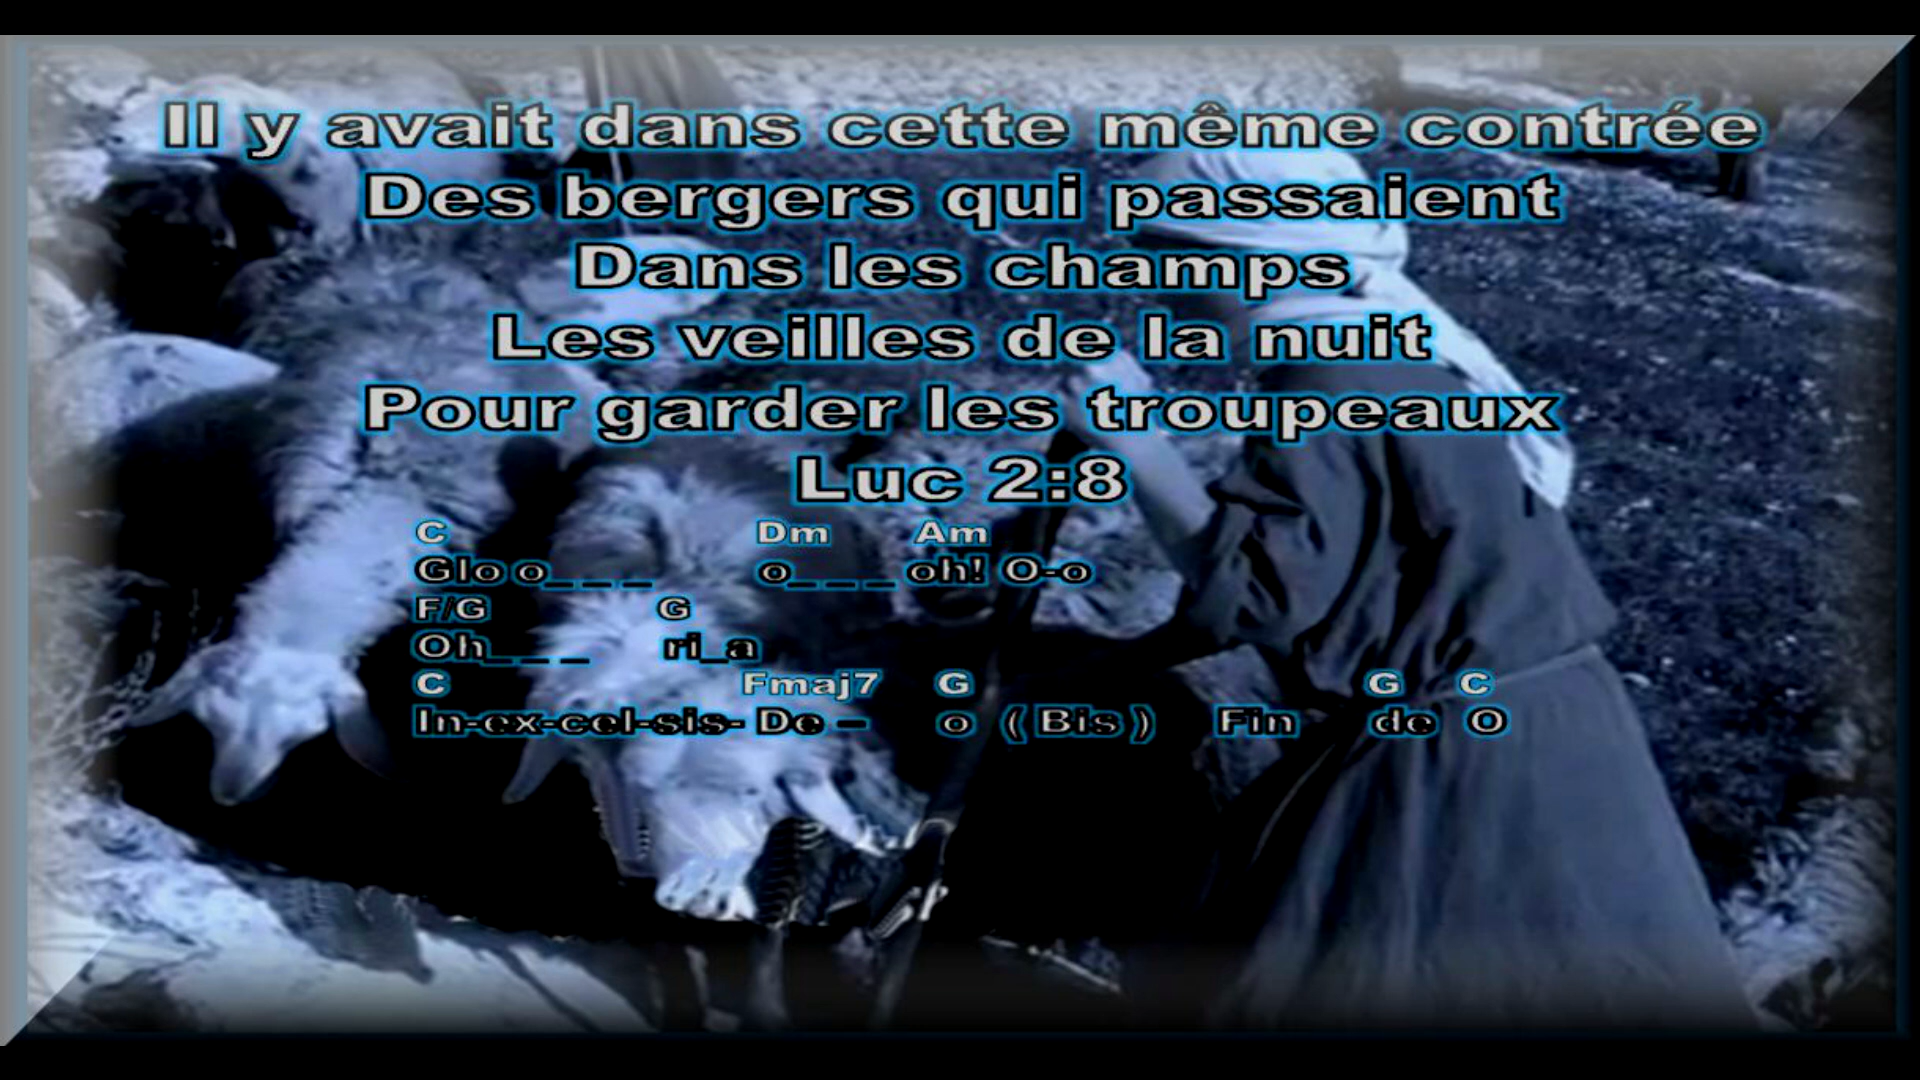 Il y avait dans cette même contrée
Des bergers qui passaient
Dans les champs
Les veilles de la nuit
Pour garder les troupeaux
Luc 2:8
C Dm Am
Glo o_ _ _ _ o_ _ _ _ oh! O-o
F/G G
Oh_ _ _ _ ri_a
C Fmaj7 G G C
In-ex-cel-sis- De – o ( Bis ) Fin de O